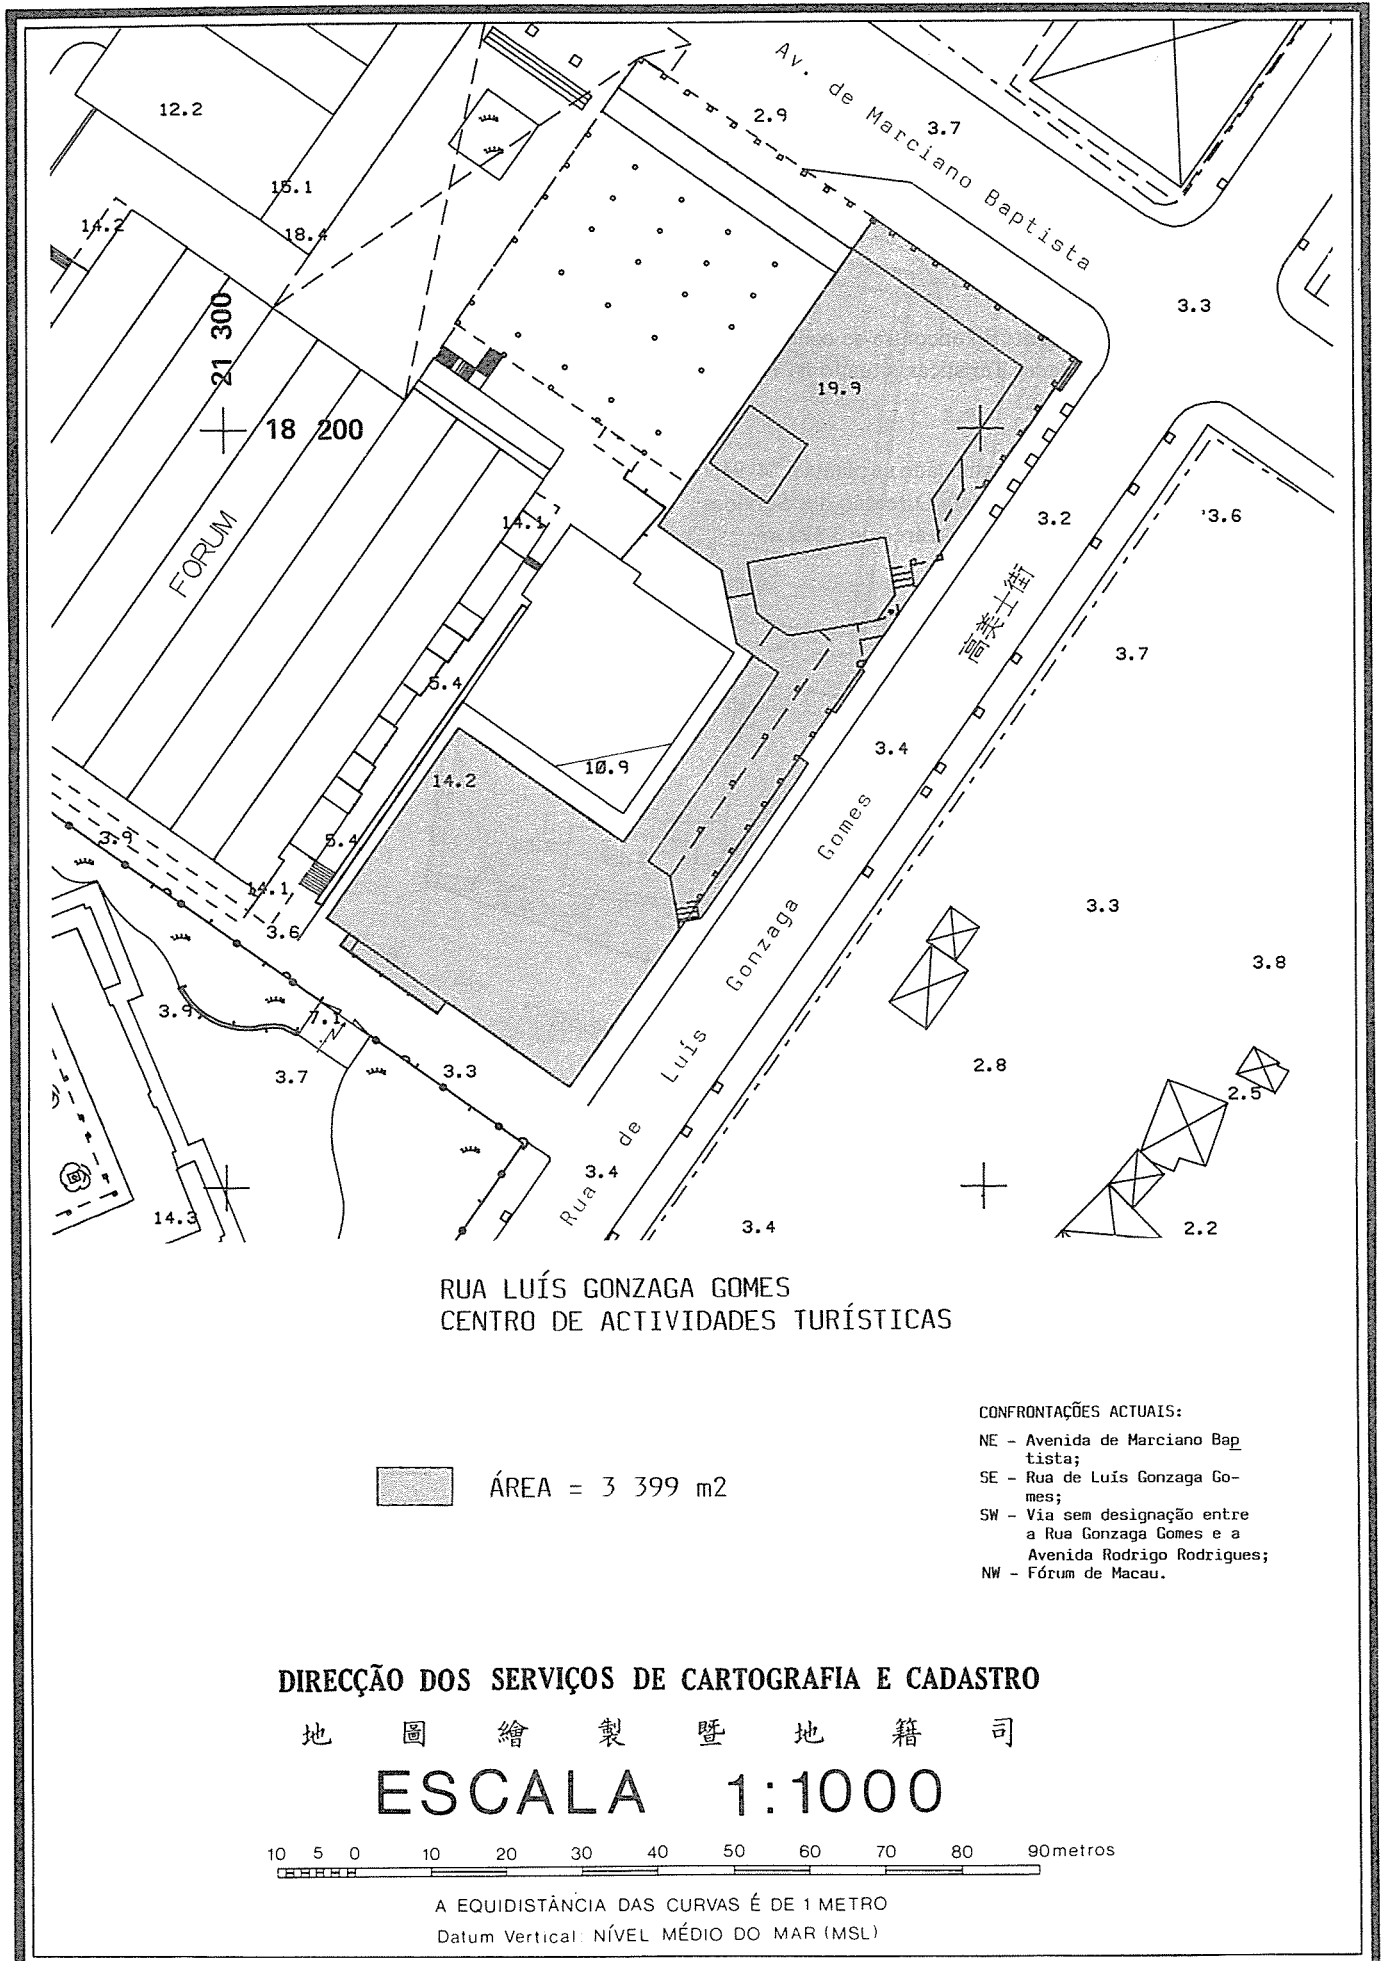 Av. de Marciano Baptista
12.2
2.9
3.7
15.1
14.2
18.4
3.3
21 300
19.9
18 200
14.1
3.2
3.6
FORUM
高美士街
3.7
5.4
3.4
10.9
14.2
3.9
5.4
14.1
3.3
3.6
3.8
3.9
7.1
3.7
3.3
2.8
2.5
Rua de Luís Gonzaga Gomes
3.4
14.3
3.4
2.2
RUA LUÍS GONZAGA GOMES
CENTRO DE ACTIVIDADES TURÍSTICAS
ÁREA = 3 399 m2
CONFRONTAÇÕES ACTUAIS:
NE - Avenida de Marciano Bap
tista;
SE - Rua de Luís Gonzaga Go-
mes;
SW - Via sem designação entre
a Rua Gonzaga Gomes e a
Avenida Rodrigo Rodrigues;
NW - Fórum de Macau.
DIRECÇÃO DOS SERVIÇOS DE CARTOGRAFIA E CADASTRO
地圖繪製暨地籍司
ESCALA 1:1000
10 5 0 10 20 30 40 50 60 70 80 90 metros
A EQUIDISTÂNCIA DAS CURVAS É DE 1 METRO
Datum Vertical: NÍVEL MÉDIO DO MAR (MSL)